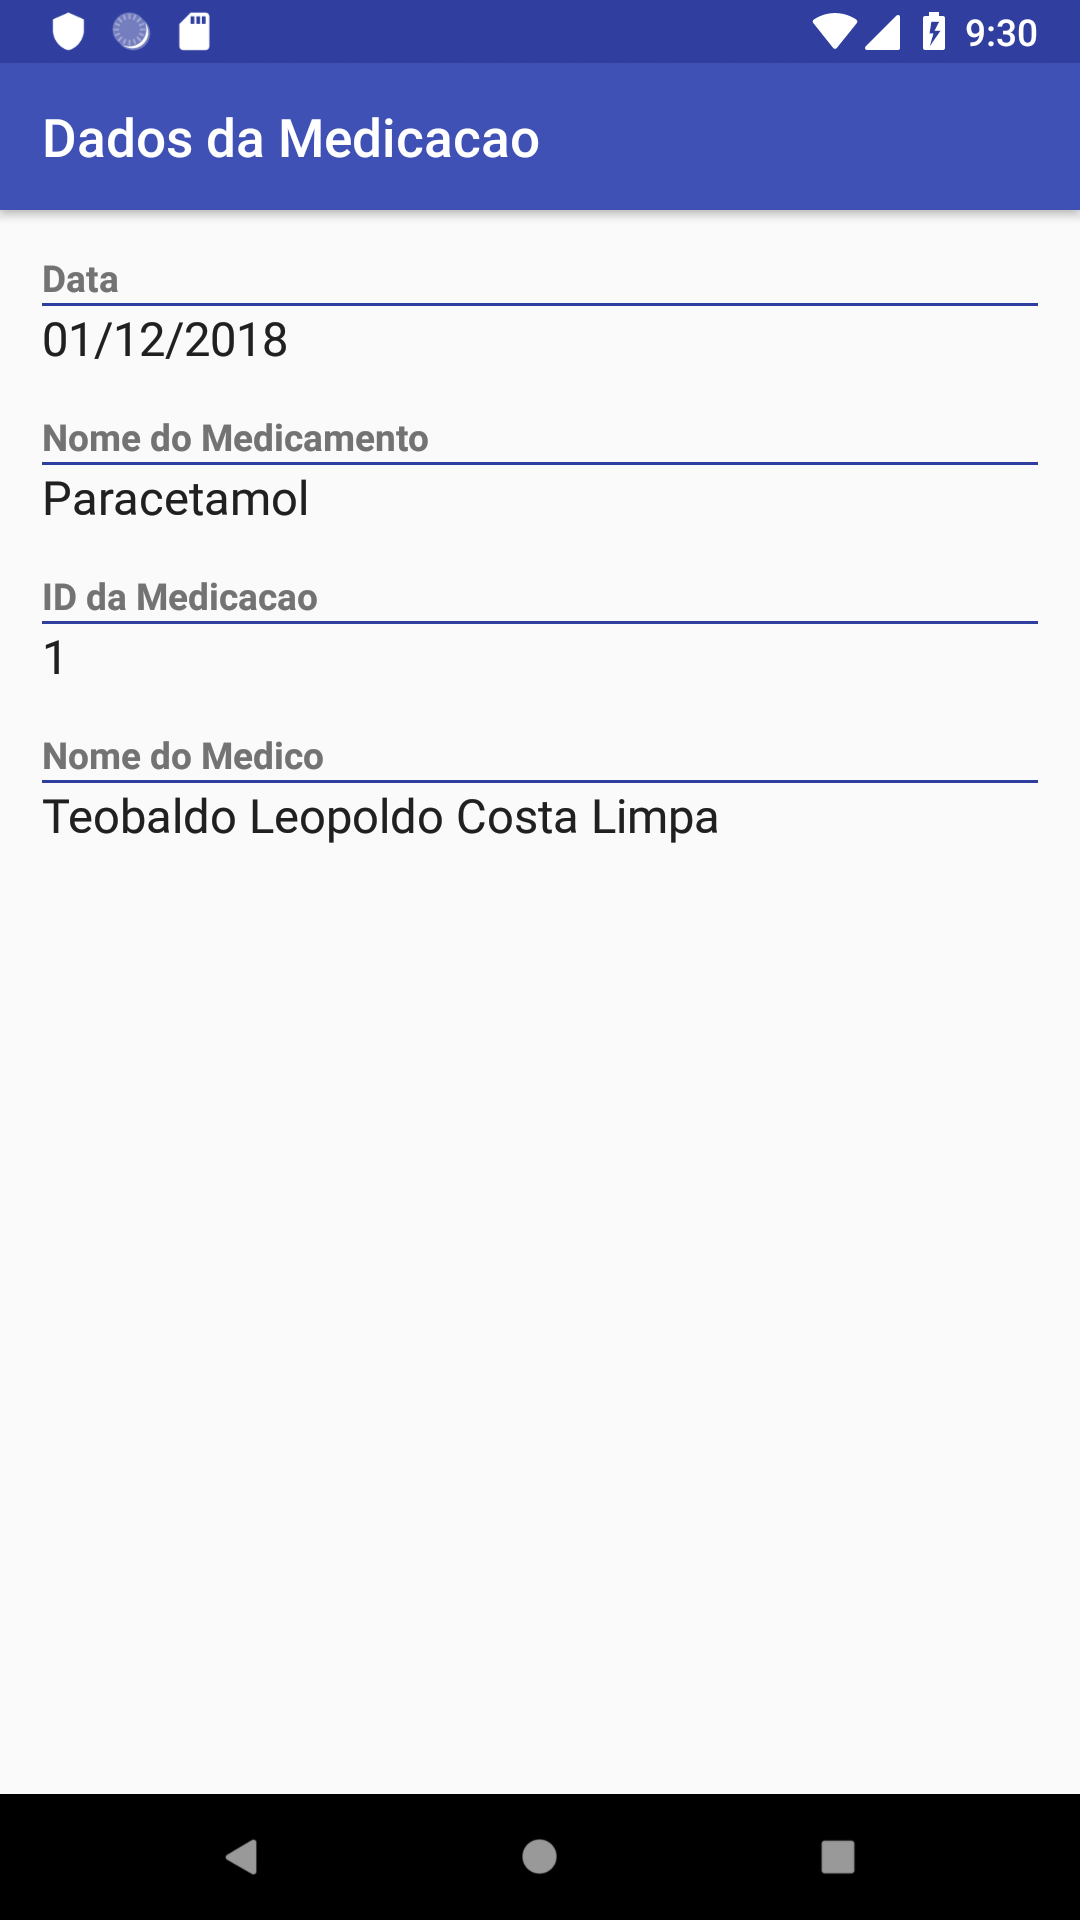 9:30
Dados da Medicacao
Data
01/12/2018
Nome do Medicamento
Paracetamol
ID da Medicacao
1
Nome do Medico
Teobaldo Leopoldo Costa Limpa